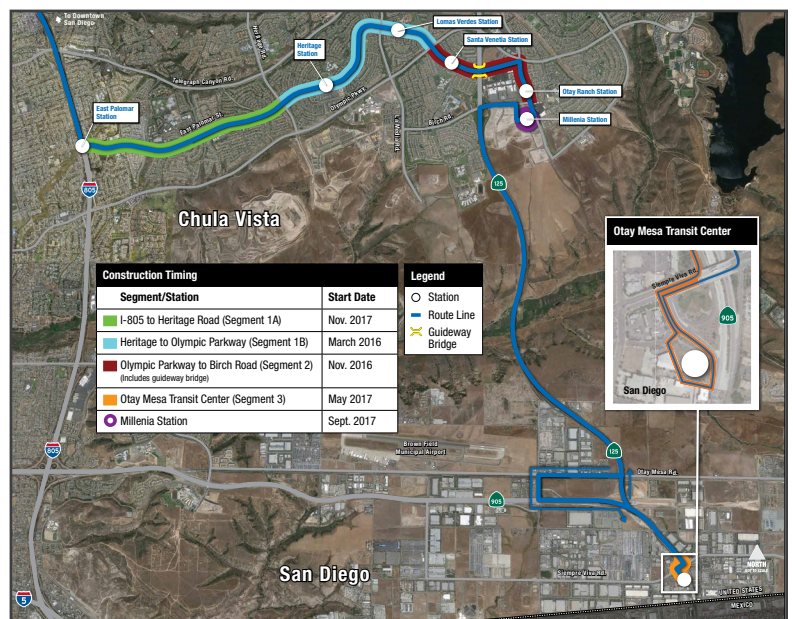 To Downtown
San Diego
Heritage Rd.
Telegraph Canyon Rd.
Lomas Verdes Station
Santa Venetia Station
Heritage
Station
Olympic Pkwy.
East Palomar
Station
East Palomar St.
La Media Rd.
Birch Rd.
Otay Ranch Station
Millenia Station
805
125
Chula Vista
Otay Mesa Transit Center
Siempre Viva Rd.
905
San Diego
Construction Timing
Segment/Station Start Date
I-805 to Heritage Road (Segment 1A) Nov. 2017
Heritage to Olympic Parkway (Segment 1B) March 2016
Olympic Parkway to Birch Road (Segment 2) Nov. 2016
(Includes guideway bridge)
Otay Mesa Transit Center (Segment 3) May 2017
Millenia Station Sept. 2017
Legend
Station
Route Line
Guideway
Bridge
Brown Field
Municipal Airport
805
125
Otay Mesa Rd.
905
San Diego
Siempre Viva Rd.
NORTH
NOT TO SCALE
5
UNITED STATES
MEXICO